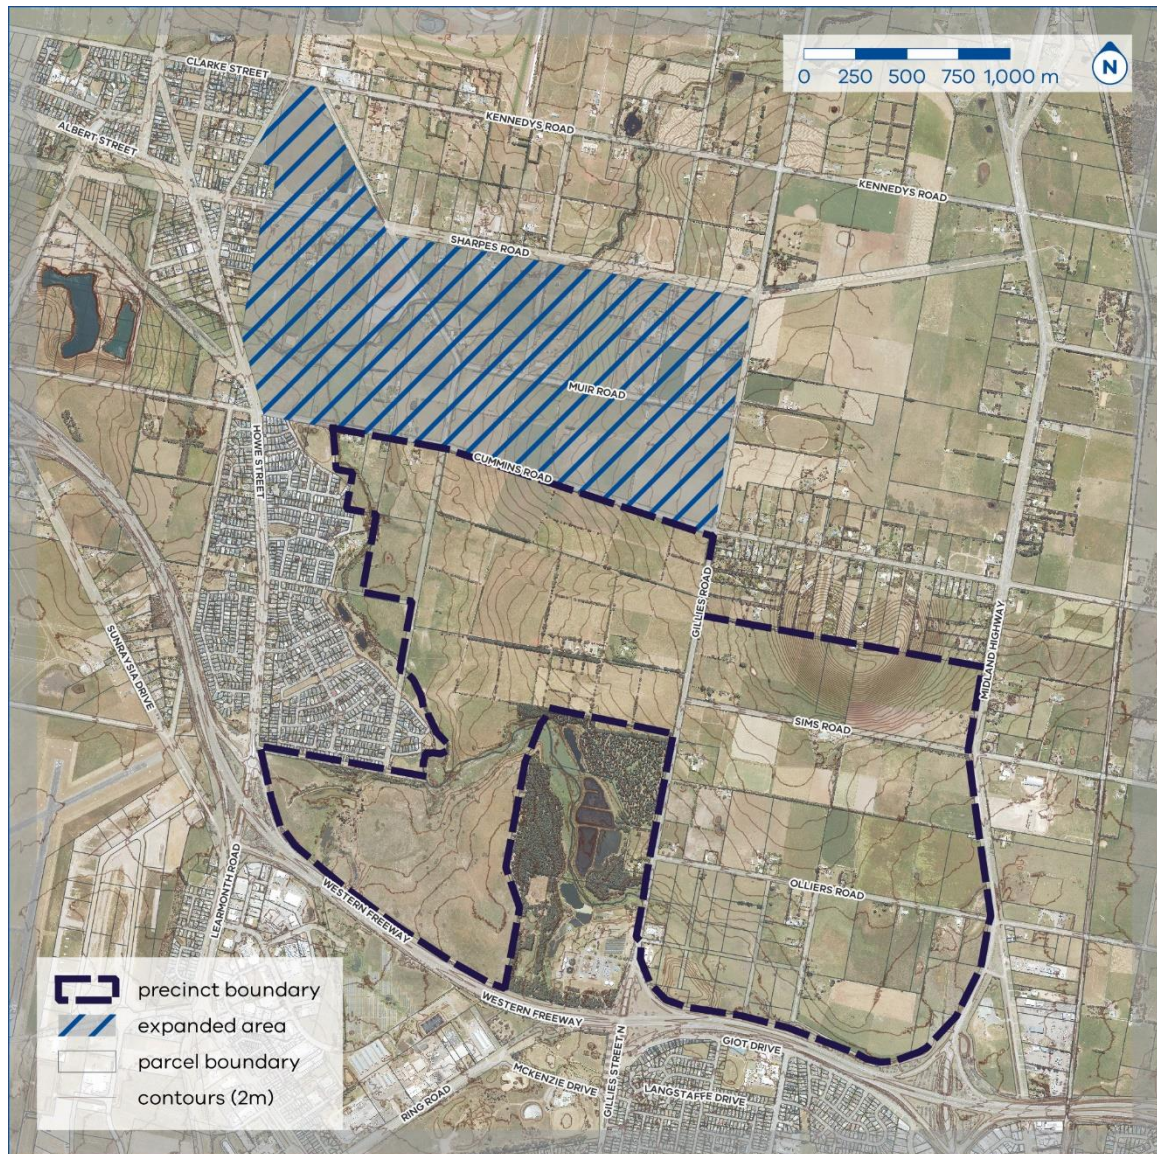 CLARKE STREET
0 250 500 750 1,000 m
N
KENNEDYS ROAD
ALBERT STREET
KENNEDYS ROAD
SHARPES ROAD
MUIR ROAD
HOWE STREET
CUMMINS ROAD
GILLIES ROAD
MIDLAND HIGHWAY
SUNRAYSIA DRIVE
SIMS ROAD
LEARMONTH ROAD
OLLIERS ROAD
WESTERN FREEWAY
WESTERN FREEWAY
GIOT DRIVE
GILLIES STREET N
MCKENZIE DRIVE
LANGSTAFFE DRIVE
RING ROAD
precinct boundary
expanded area
parcel boundary
contours (2m)